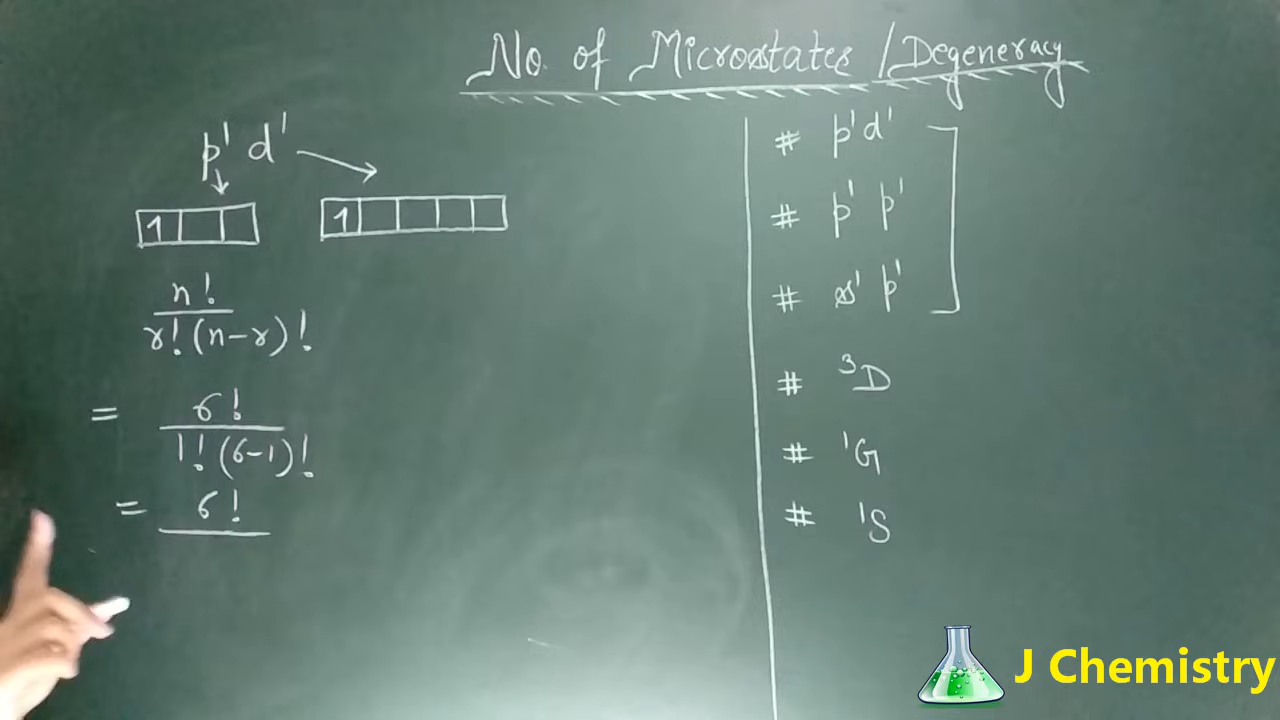 No. of Microstates / Degeneracy
p¹ d¹
1
1
n!
r!(n-r)!
= 6!
1!(6-1)!
= 6!
# p¹d¹
# p¹ p¹
# s¹ p¹
# ³D
# ¹G
# ¹S
J Chemistry